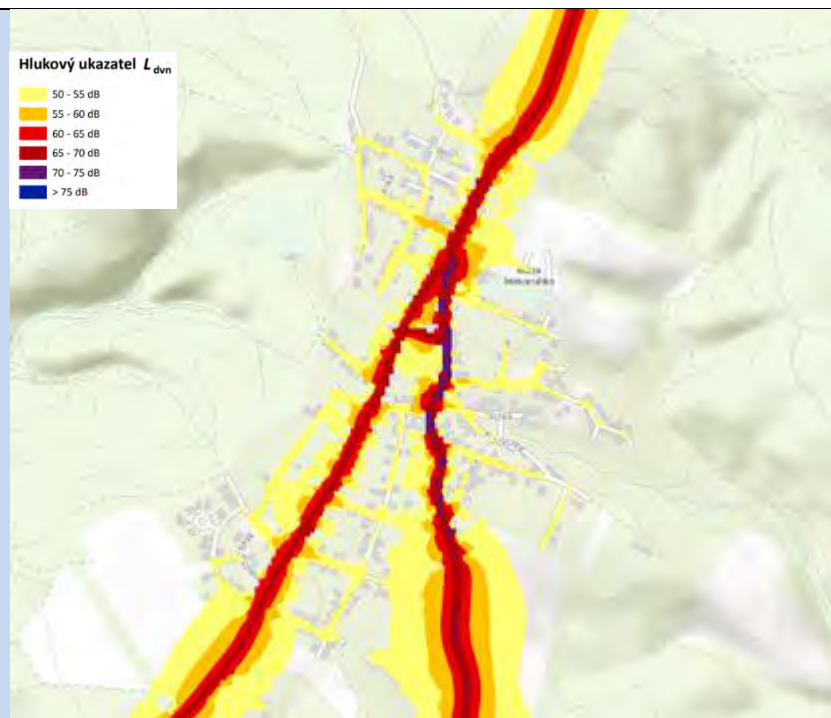 Hlukový ukazatel L dvn
50 - 55 dB
55 - 60 dB
60 - 65 dB
65 - 70 dB
70 - 75 dB
> 75 dB